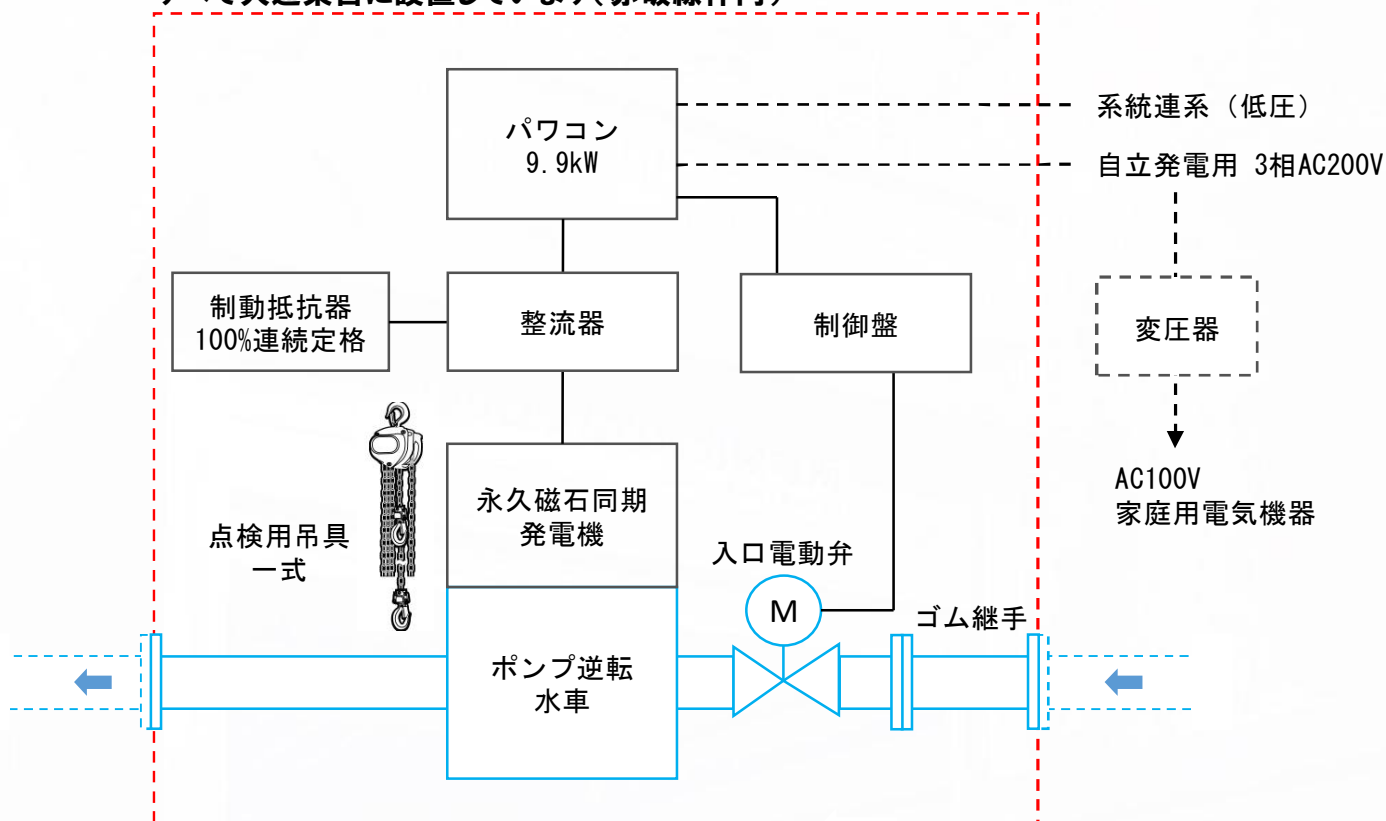 系統連系（低圧）
パワコン
9.9kW
自立発電用 3相AC200V
制動抵抗器
100%連続定格
整流器
制御盤
変圧器
永久磁石同期
発電機
AC100V
家庭用電気機器
点検用吊具
一式
入口電動弁
M
ゴム継手
ポンプ逆転
水車